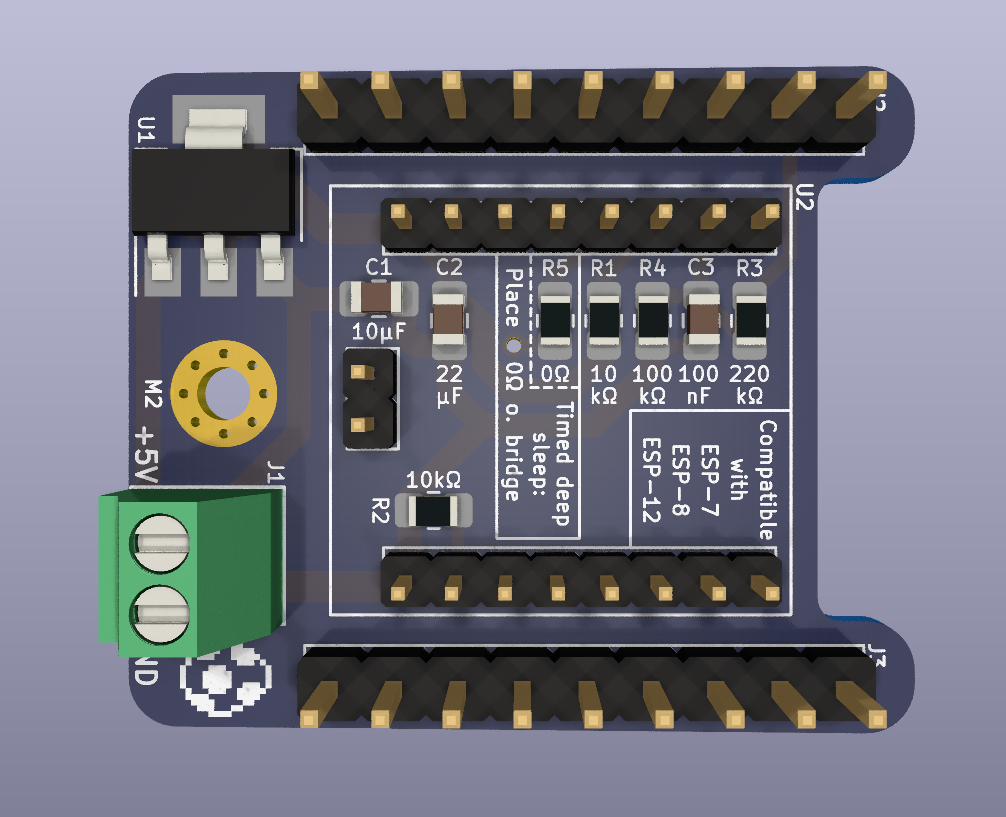 U1
U2
C1
C2
R5
R1
R4
C3
R3
10µF
22
µF
0Ω
10
kΩ
100
kΩ
100
nF
220
kΩ
Place
0Ω o. bridge
Timed deep
sleep:
Compatible
with
ESP-7
ESP-8
ESP-12
M2
+5V
J1
10kΩ
R2
J3